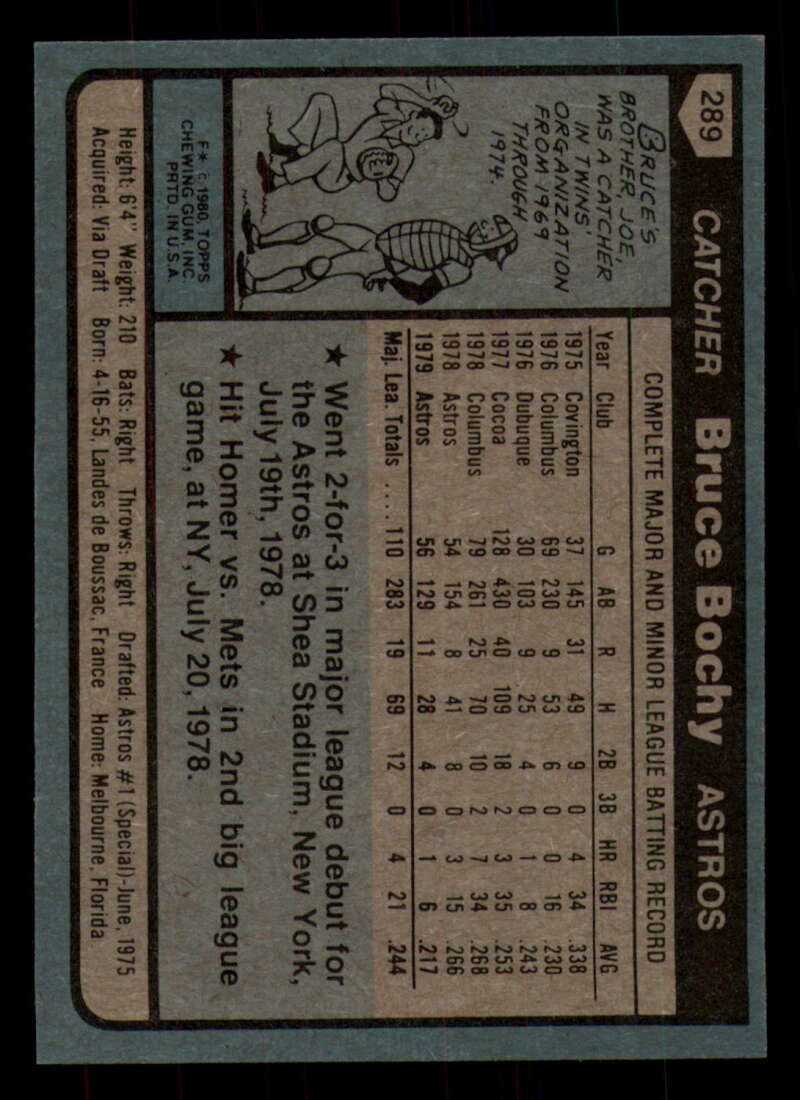 289 CATCHER Bruce Bochy ASTROS
BRUCE'S
BROTHER, JOE,
WAS A CATCHER
IN TWINS'
ORGANIZATION
FROM 1969
THROUGH
1974.
F* © 1980 TOPPS
CHEWING GUM, INC.
PRTD. IN U.S.A.
COMPLETE MAJOR AND MINOR LEAGUE BATTING RECORD
Year Club G AB R H 2B 3B HR RBI AVG
1975 Covington 37 145 31 49 9 0 4 34 .338
1976 Columbus 69 230 9 53 6 0 0 16 .230
1976 Dubuque 30 103 9 25 4 0 1 8 .243
1977 Cocoa 128 430 40 109 18 2 3 35 .253
1978 Columbus 79 261 25 70 10 2 7 34 .268
1978 Astros 54 154 8 41 8 0 3 15 .266
1979 Astros 56 129 11 28 4 0 1 6 .217
Maj. Lea. Totals .... 110 283 19 69 12 0 4 21 .244
★ Went 2-for-3 in major league debut for
the Astros at Shea Stadium, New York,
July 19th, 1978.
★ Hit Homer vs. Mets in 2nd big league
game, at NY, July 20, 1978.
Height: 6'4" Weight: 210 Bats: Right Throws: Right Drafted: Astros #1 (Special)-June, 1975
Acquired: Via Draft Born: 4-16-55, Landes de Boussac, France Home: Melbourne, Florida